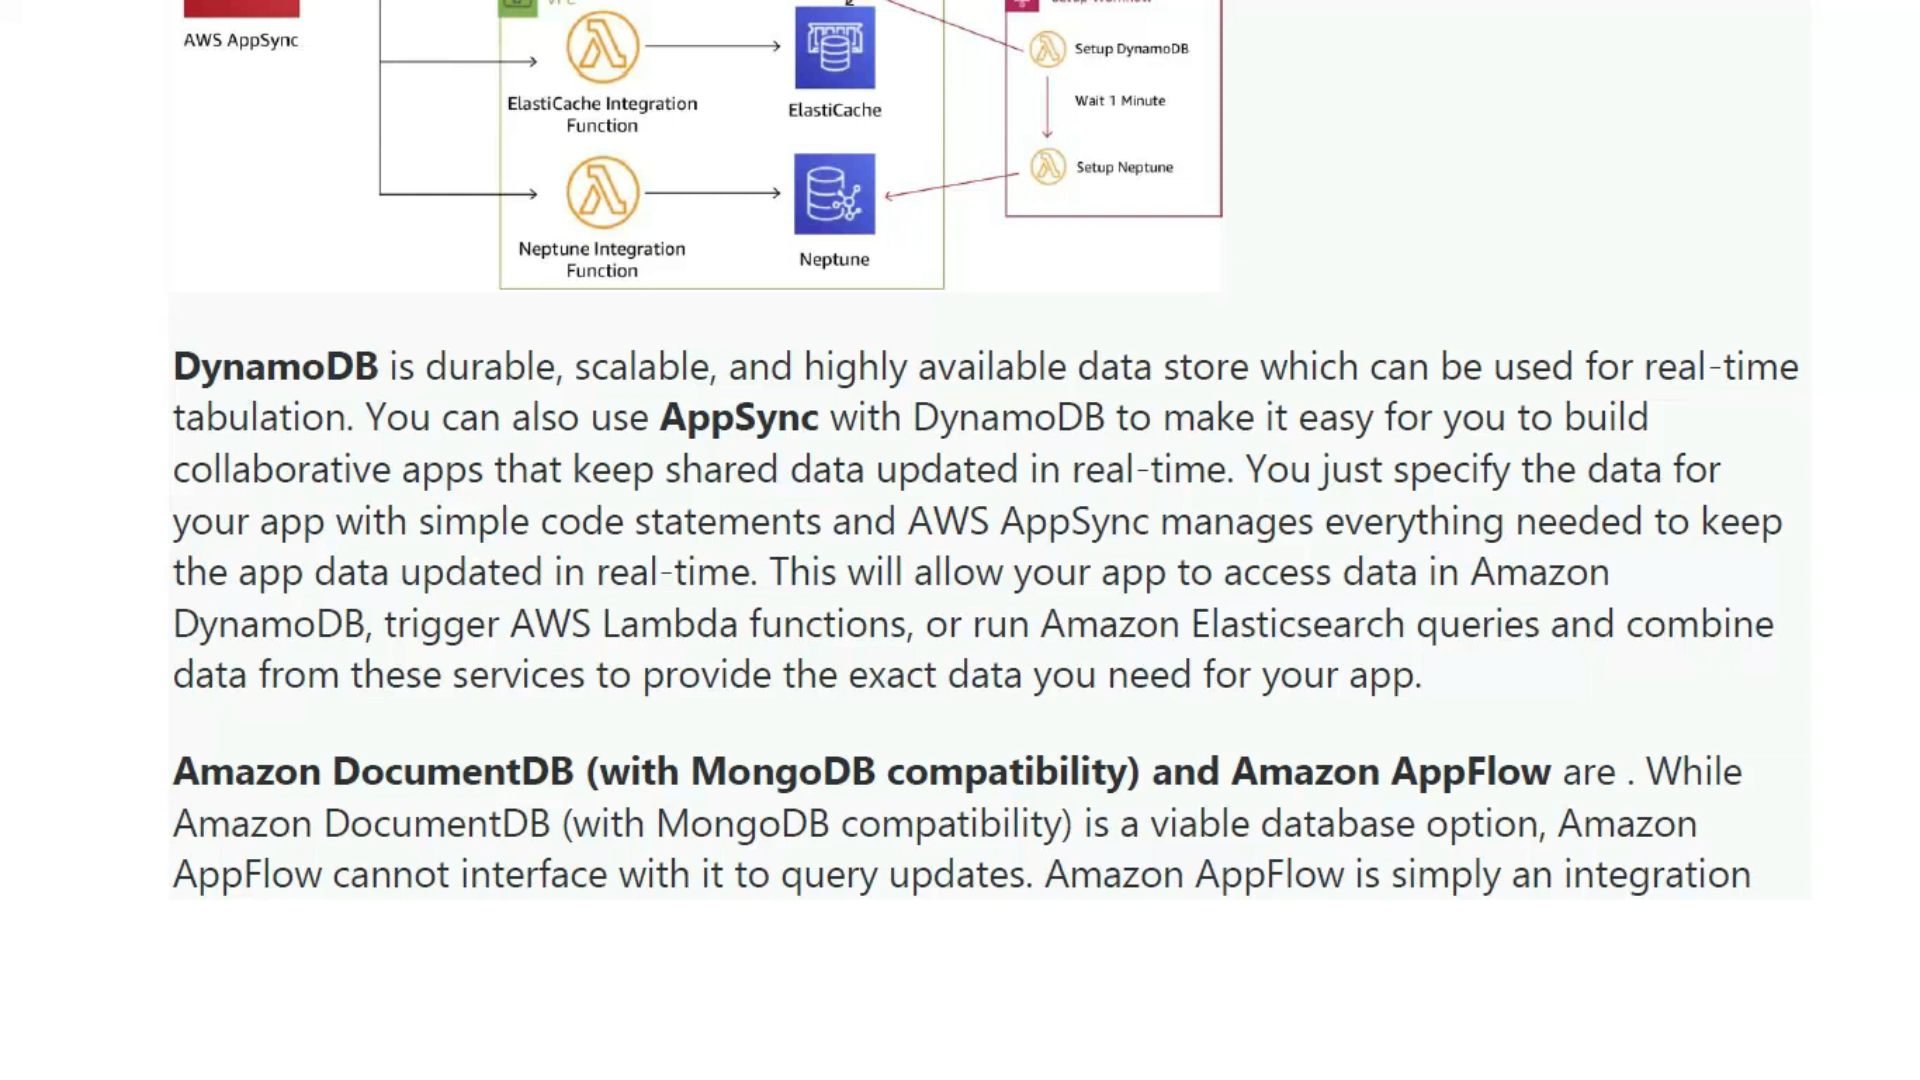 VPC
Setup Workflow
AWS AppSync
Setup DynamoDB
Wait 1 Minute
ElastiCache Integration
Function
ElastiCache
Setup Neptune
Neptune Integration
Function
Neptune
DynamoDB is durable, scalable, and highly available data store which can be used for real-time
tabulation. You can also use AppSync with DynamoDB to make it easy for you to build
collaborative apps that keep shared data updated in real-time. You just specify the data for
your app with simple code statements and AWS AppSync manages everything needed to keep
the app data updated in real-time. This will allow your app to access data in Amazon
DynamoDB, trigger AWS Lambda functions, or run Amazon Elasticsearch queries and combine
data from these services to provide the exact data you need for your app.
Amazon DocumentDB (with MongoDB compatibility) and Amazon AppFlow are . While
Amazon DocumentDB (with MongoDB compatibility) is a viable database option, Amazon
AppFlow cannot interface with it to query updates. Amazon AppFlow is simply an integration